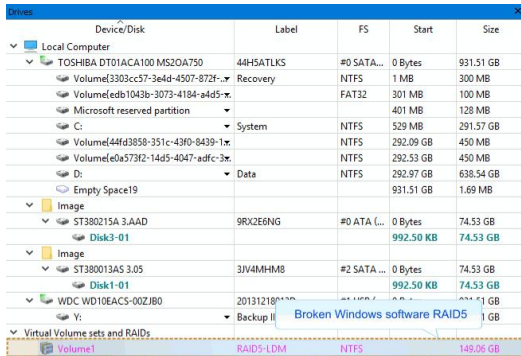 Drives
Device/Disk Label FS Start Size
Local Computer
TOSHIBA DT01ACA100 MS2OA750 44H5ATLKS #0 SATA... 0 Bytes 931.51 GB
Volume{3303cc57-3e4d-4507-872f-... Recovery NTFS 1 MB 300 MB
Volume{edb1043b-3073-4184-a4d5-... FAT32 301 MB 100 MB
Microsoft reserved partition 401 MB 128 MB
C: System NTFS 529 MB 291.57 GB
Volume{44fd3858-351c-43f0-8439-1... NTFS 292.09 GB 450 MB
Volume{e0a573f2-14d5-4047-adfc-3... NTFS 292.53 GB 450 MB
D: Data NTFS 292.97 GB 638.54 GB
Empty Space19 931.51 GB 1.69 MB
Image
ST380215A 3.AAD 9RX2E6NG #0 ATA (... 0 Bytes 74.53 GB
Disk3-01 992.50 KB 74.53 GB
Image
ST380013AS 3.05 3JV4MHM8 #2 SATA ... 0 Bytes 74.53 GB
Disk1-01 992.50 KB 74.53 GB
WDC WD10EACS-00ZJB0
Y: Backup
Broken Windows software RAID5
Virtual Volume sets and RAIDs
Volume1 RAID5-LDM NTFS 149.06 GB